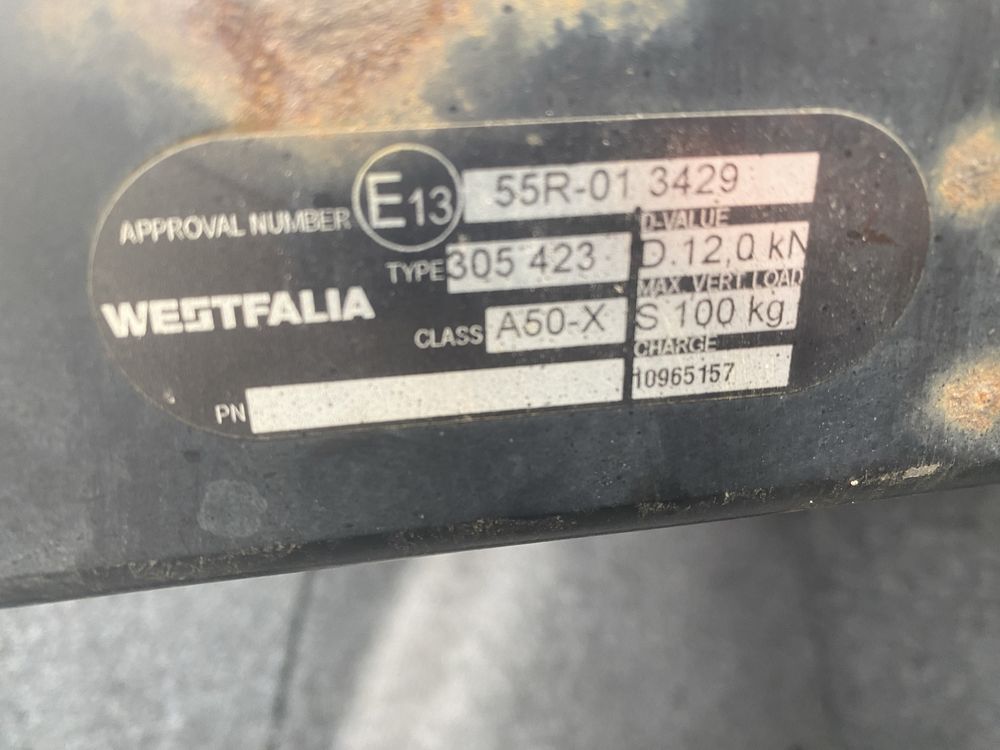 APPROVAL NUMBER E13 55R-01 3429
D-VALUE
TYPE 305 423 D.12,0 kN
MAX. VERT. LOAD
WESTFALIA
CLASS A50-X S 100 kg
CHARGE
PN 10965157